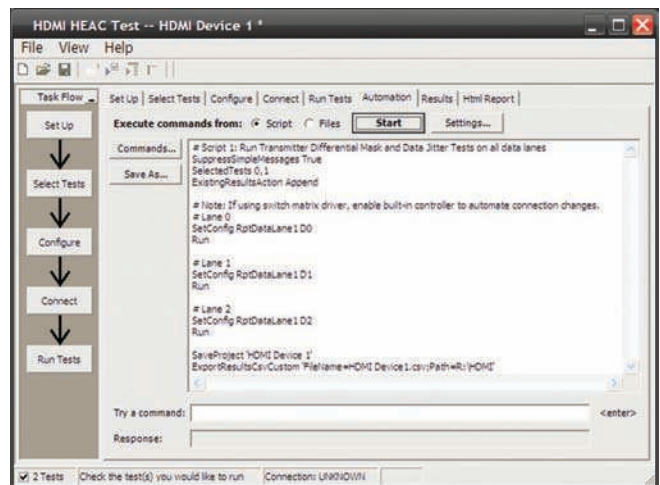 HDMI HEAC Test -- HDMI Device 1 *
File View Help
Task Flow
Set Up | Select Tests | Configure | Connect | Run Tests | Automation | Results | Html Report
Set Up
Select Tests
Configure
Connect
Run Tests
Execute commands from: Script Files Start Settings...
Commands...
Save As...
# Script 1: Run Transmitter Differential Mask and Data Jitter Tests on all data lanes
SuppressSimpleMessages True
SelectedTests 0,1
ExistingResultsAction Append
# Note: If using switch matrix driver, enable built-in controller to automate connection changes.
# Lane 0
SetConfig RptDataLane1 D0
Run
# Lane 1
SetConfig RptDataLane1 D1
Run
# Lane 2
SetConfig RptDataLane1 D2
Run
SaveProject 'HDMI Device 1'
ExportResultsCsvCustom 'FileName=HDMI Device1.csv;Path=R:'HDMI'
Try a command: <enter>
Response:
2 Tests Check the test(s) you would like to run Connection: UNKNOWN